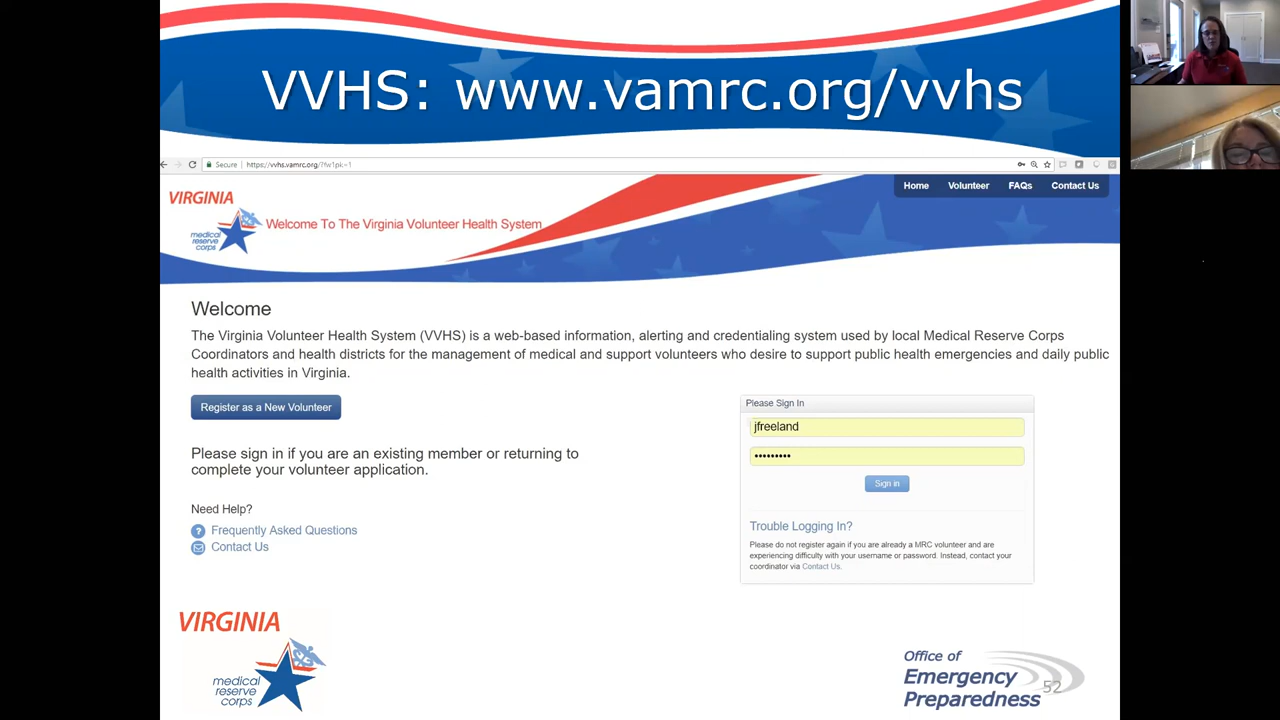 VVHS: www.vamrc.org/vvhs
Secure https://vvhs.vamrc.org/?fw1pk=1
Home Volunteer FAQs Contact Us
VIRGINIA
medical
reserve
corps
Welcome To The Virginia Volunteer Health System
Welcome
The Virginia Volunteer Health System (VVHS) is a web-based information, alerting and credentialing system used by local Medical Reserve Corps
Coordinators and health districts for the management of medical and support volunteers who desire to support public health emergencies and daily public
health activities in Virginia.
Register as a New Volunteer
Please sign in if you are an existing member or returning to
complete your volunteer application.
Need Help?
? Frequently Asked Questions
Contact Us
Please Sign In
jfreeland
•••••••••
Sign in
Trouble Logging In?
Please do not register again if you are already a MRC volunteer and are
experiencing difficulty with your username or password. Instead, contact your
coordinator via Contact Us.
VIRGINIA
medical
reserve
corps
Office of
Emergency
Preparedness
52